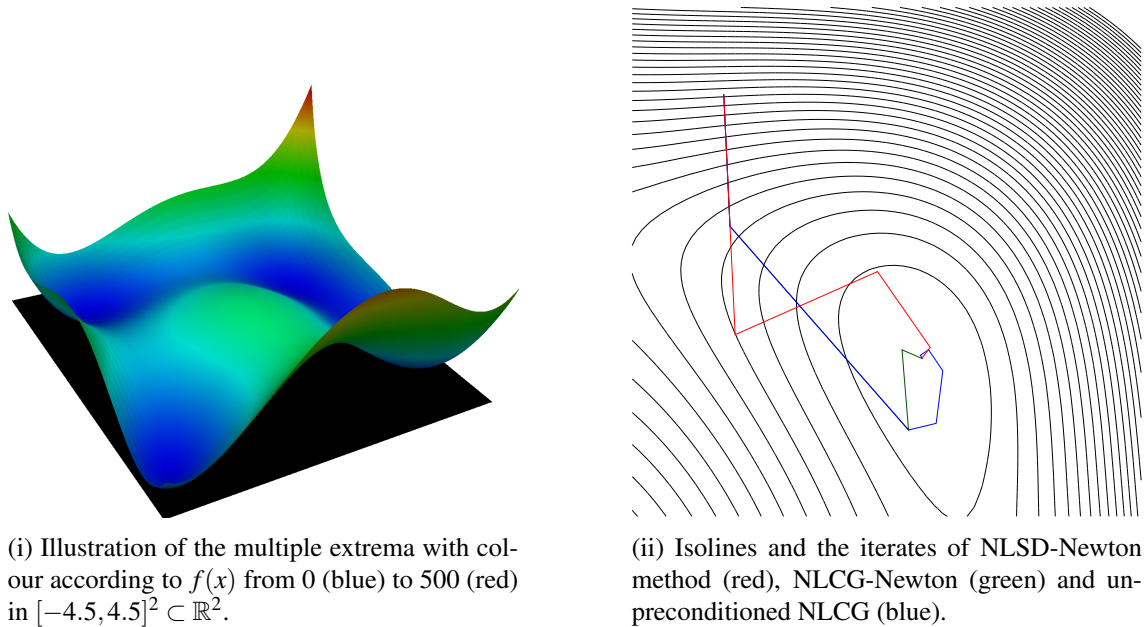 (i) Illustration of the multiple extrema with col-
our according to f(x) from 0 (blue) to 500 (red)
in [−4.5,4.5]² ⊂ ℝ².
(ii) Isolines and the iterates of NLSD-Newton
method (red), NLCG-Newton (green) and un-
preconditioned NLCG (blue).